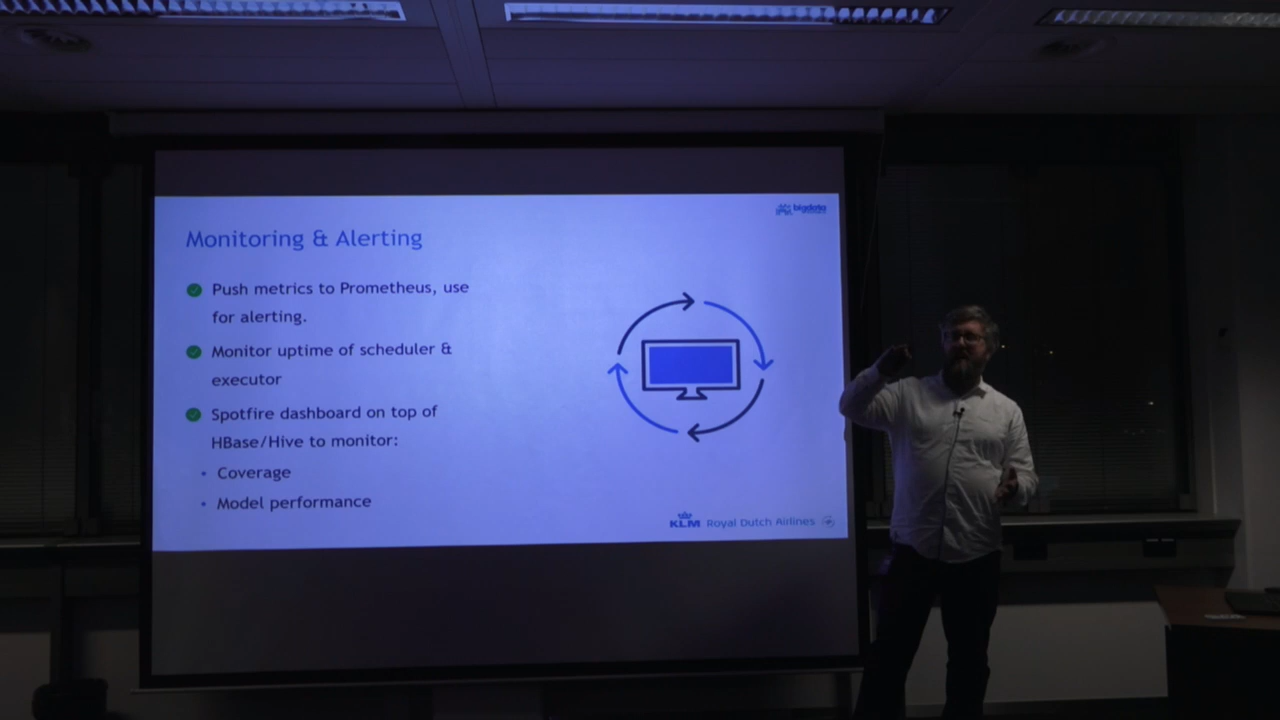 bigdata
Monitoring & Alerting
Push metrics to Prometheus, use
for alerting.
Monitor uptime of scheduler &
executor
Spotfire dashboard on top of
HBase/Hive to monitor:
• Coverage
• Model performance
KLM Royal Dutch Airlines